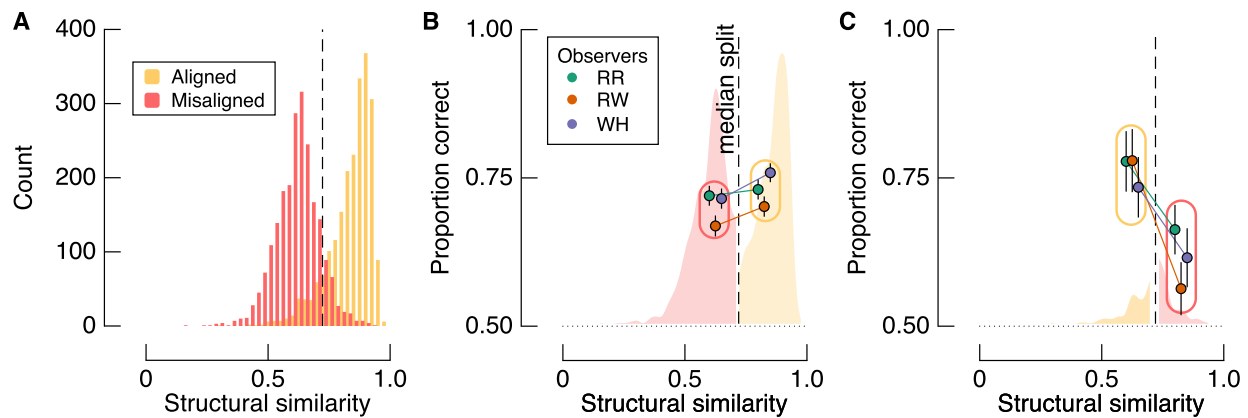 A
400
300
200
100
0
Count
Aligned
Misaligned
0
0.5
1.0
Structural similarity
B
1.00
0.75
0.50
Proportion correct
Observers
RR
RW
WH
median split
0
0.5
1.0
Structural similarity
C
1.00
0.75
0.50
Proportion correct
0
0.5
1.0
Structural similarity